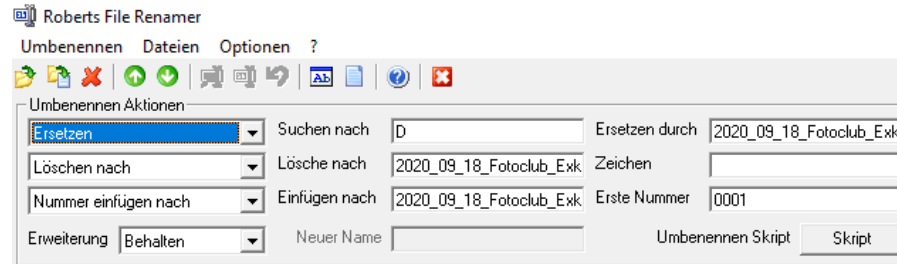 Roberts File Renamer
Umbenennen Dateien Optionen ?
Umbenennen Aktionen
Ersetzen Suchen nach D Ersetzen durch 2020_09_18_Fotoclub_Exk
Löschen nach Lösche nach 2020_09_18_Fotoclub_Exk Zeichen
Nummer einfügen nach Einfügen nach 2020_09_18_Fotoclub_Exk Erste Nummer 0001
Erweiterung Behalten Neuer Name Umbenennen Skript Skript